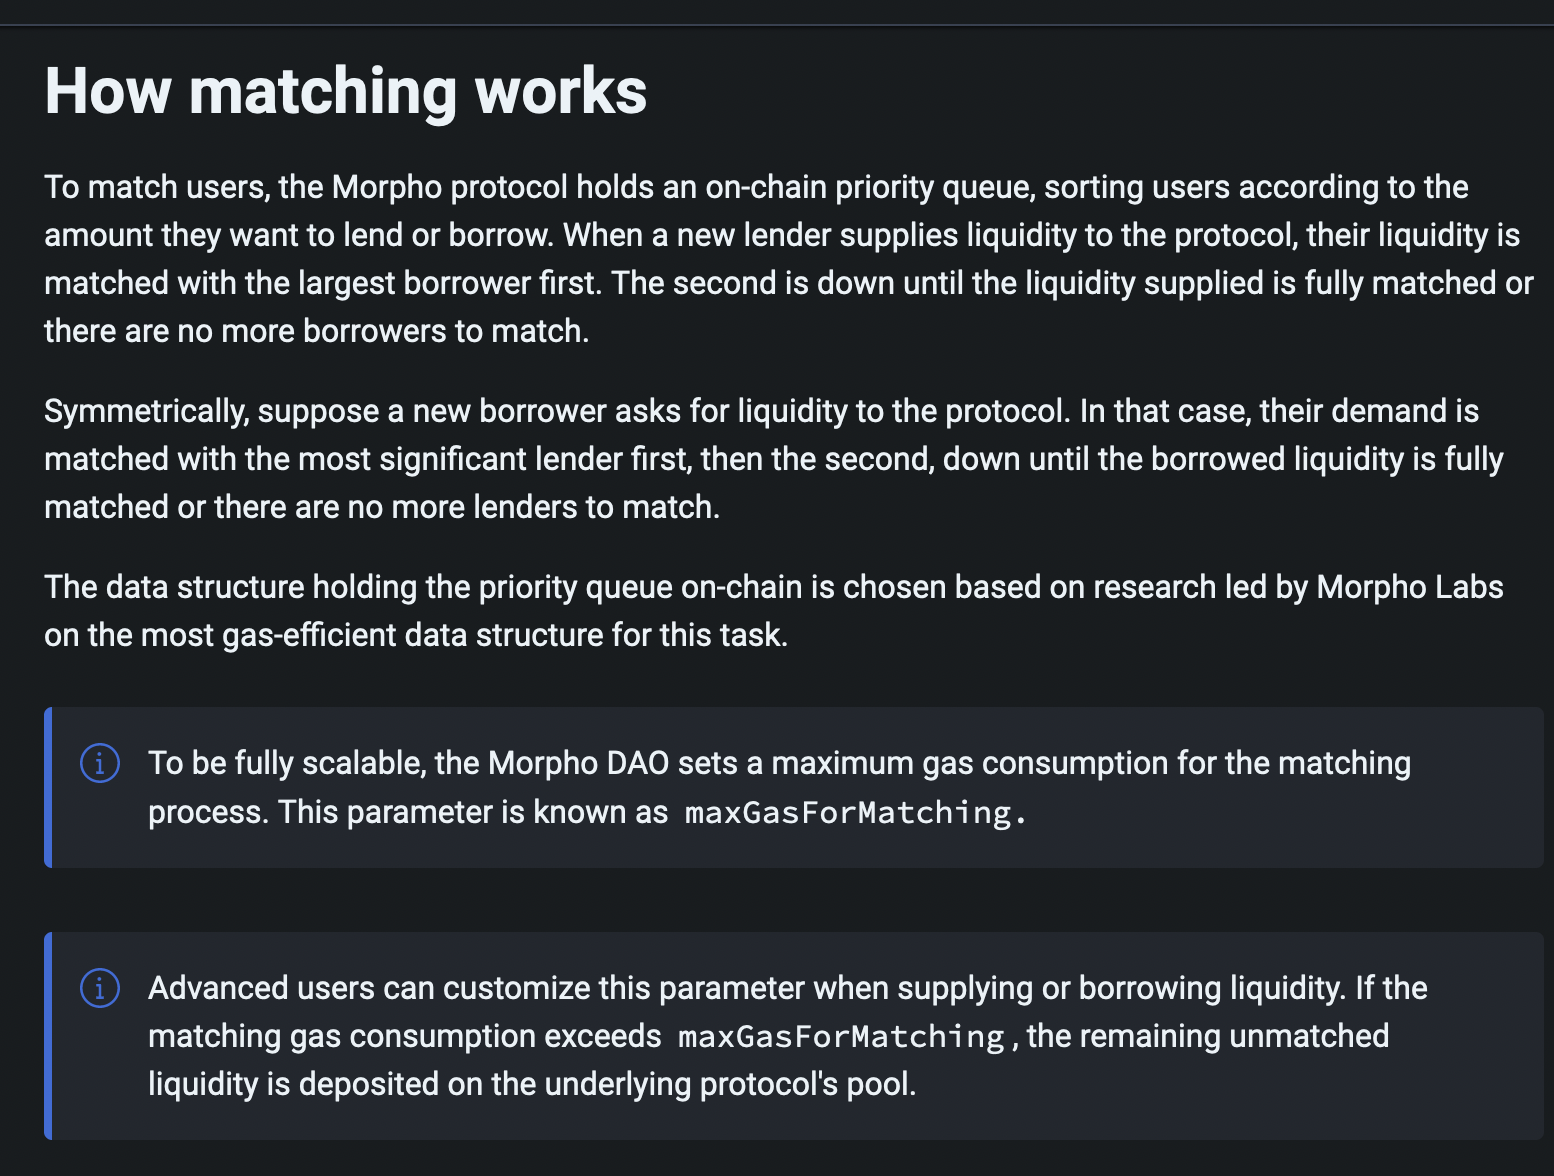 How matching works
To match users, the Morpho protocol holds an on-chain priority queue, sorting users according to the
amount they want to lend or borrow. When a new lender supplies liquidity to the protocol, their liquidity is
matched with the largest borrower first. The second is down until the liquidity supplied is fully matched or
there are no more borrowers to match.
Symmetrically, suppose a new borrower asks for liquidity to the protocol. In that case, their demand is
matched with the most significant lender first, then the second, down until the borrowed liquidity is fully
matched or there are no more lenders to match.
The data structure holding the priority queue on-chain is chosen based on research led by Morpho Labs
on the most gas-efficient data structure for this task.
To be fully scalable, the Morpho DAO sets a maximum gas consumption for the matching
process. This parameter is known as maxGasForMatching.
Advanced users can customize this parameter when supplying or borrowing liquidity. If the
matching gas consumption exceeds maxGasForMatching, the remaining unmatched
liquidity is deposited on the underlying protocol's pool.